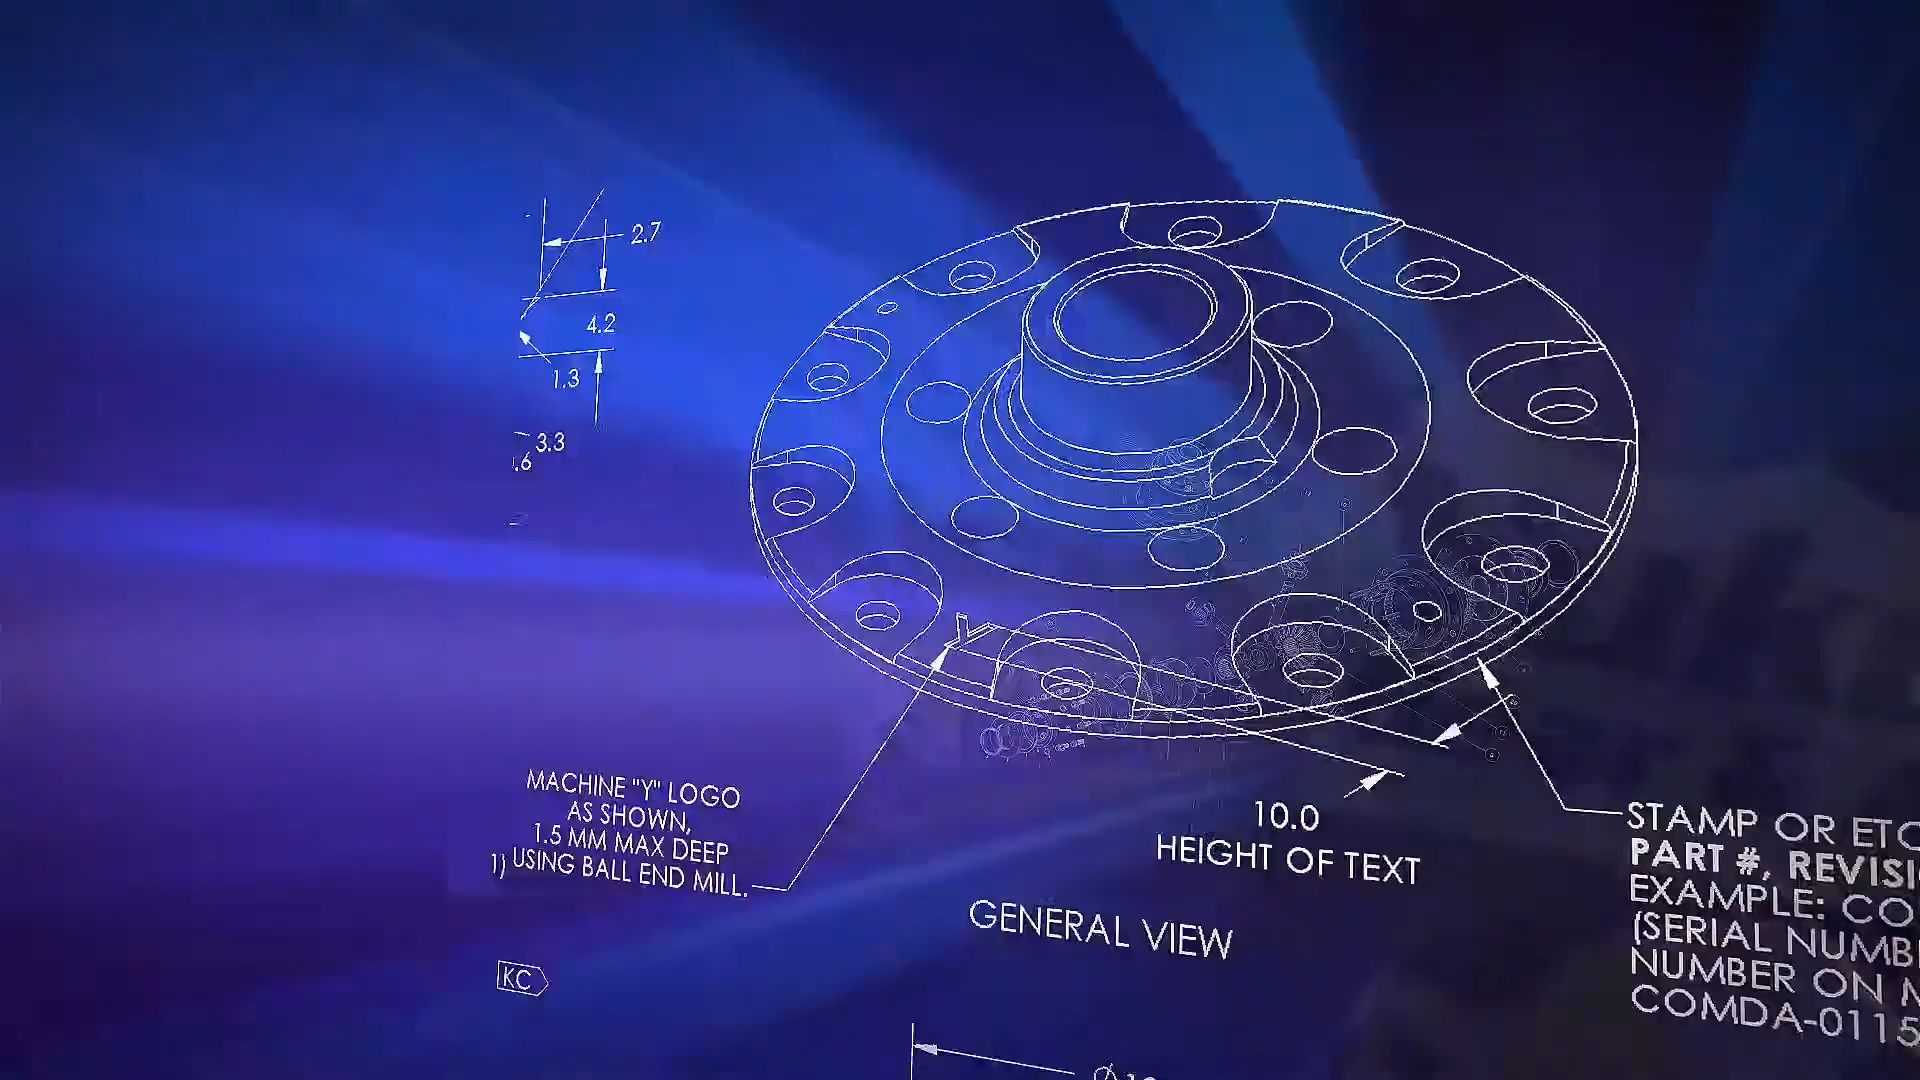 2.7
4.2
1.3
3.3
.6
Y
MACHINE "Y" LOGO
AS SHOWN,
1.5 MM MAX DEEP
1) USING BALL END MILL.
10.0
HEIGHT OF TEXT
GENERAL VIEW
KC
STAMP OR ETC
PART #, REVISI
EXAMPLE: CO
(SERIAL NUMB
NUMBER ON
COMDA-0115